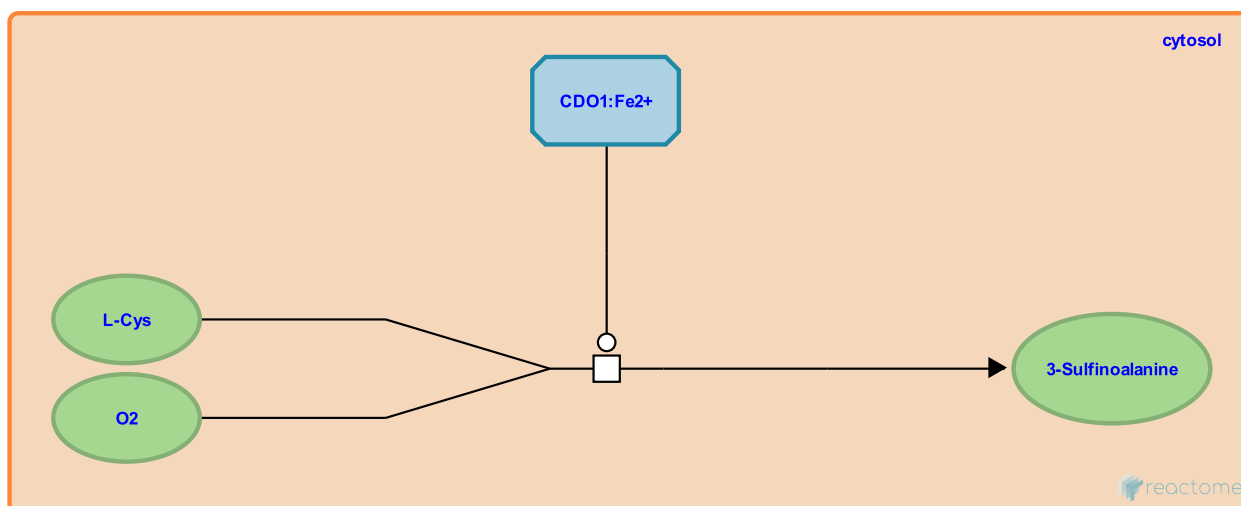 cytosol
CDO1:Fe2+
L-Cys
O2
3-Sulfinoalanine
reactome